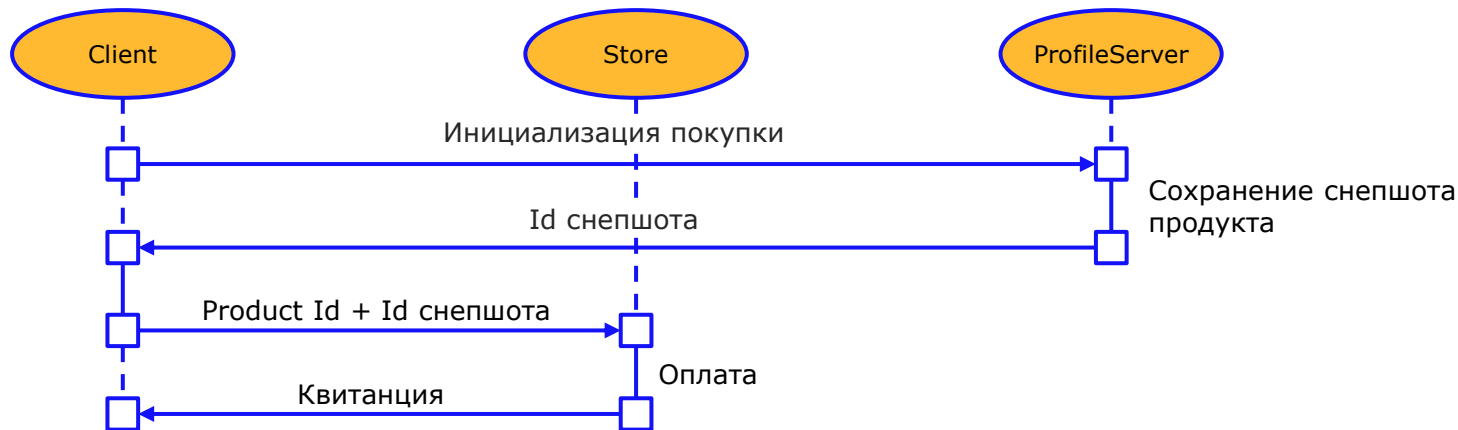 Client
Store
ProfileServer
Инициализация покупки
Сохранение снепшота
продукта
Id снепшота
Product Id + Id снепшота
Оплата
Квитанция